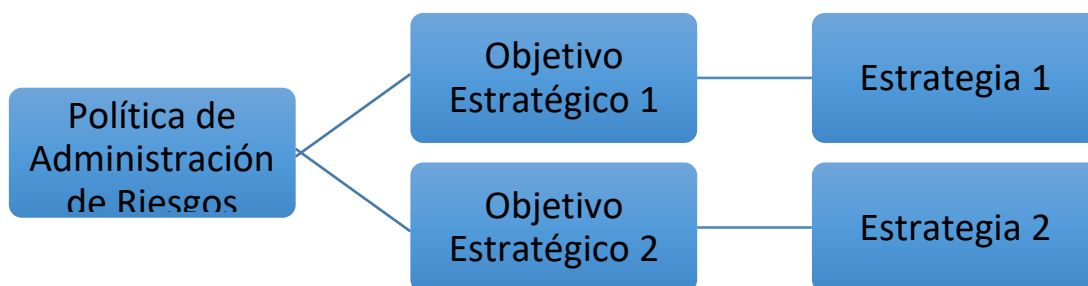 Política de
Administración
de Riesgos
Objetivo
Estratégico 1
Estrategia 1
Objetivo
Estratégico 2
Estrategia 2